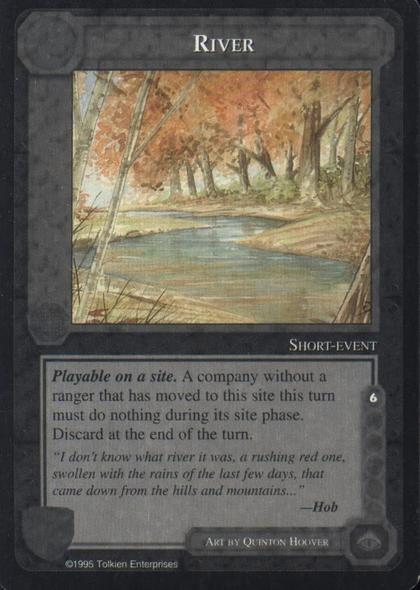 River
Short-event
Playable on a site. A company without a
ranger that has moved to this site this turn
must do nothing during its site phase.
Discard at the end of the turn.
6
"I don't know what river it was, a rushing red one,
swollen with the rains of the last few days, that
came down from the hills and mountains..."
—Hob
Art by Quinton Hoover
©1995 Tolkien Enterprises